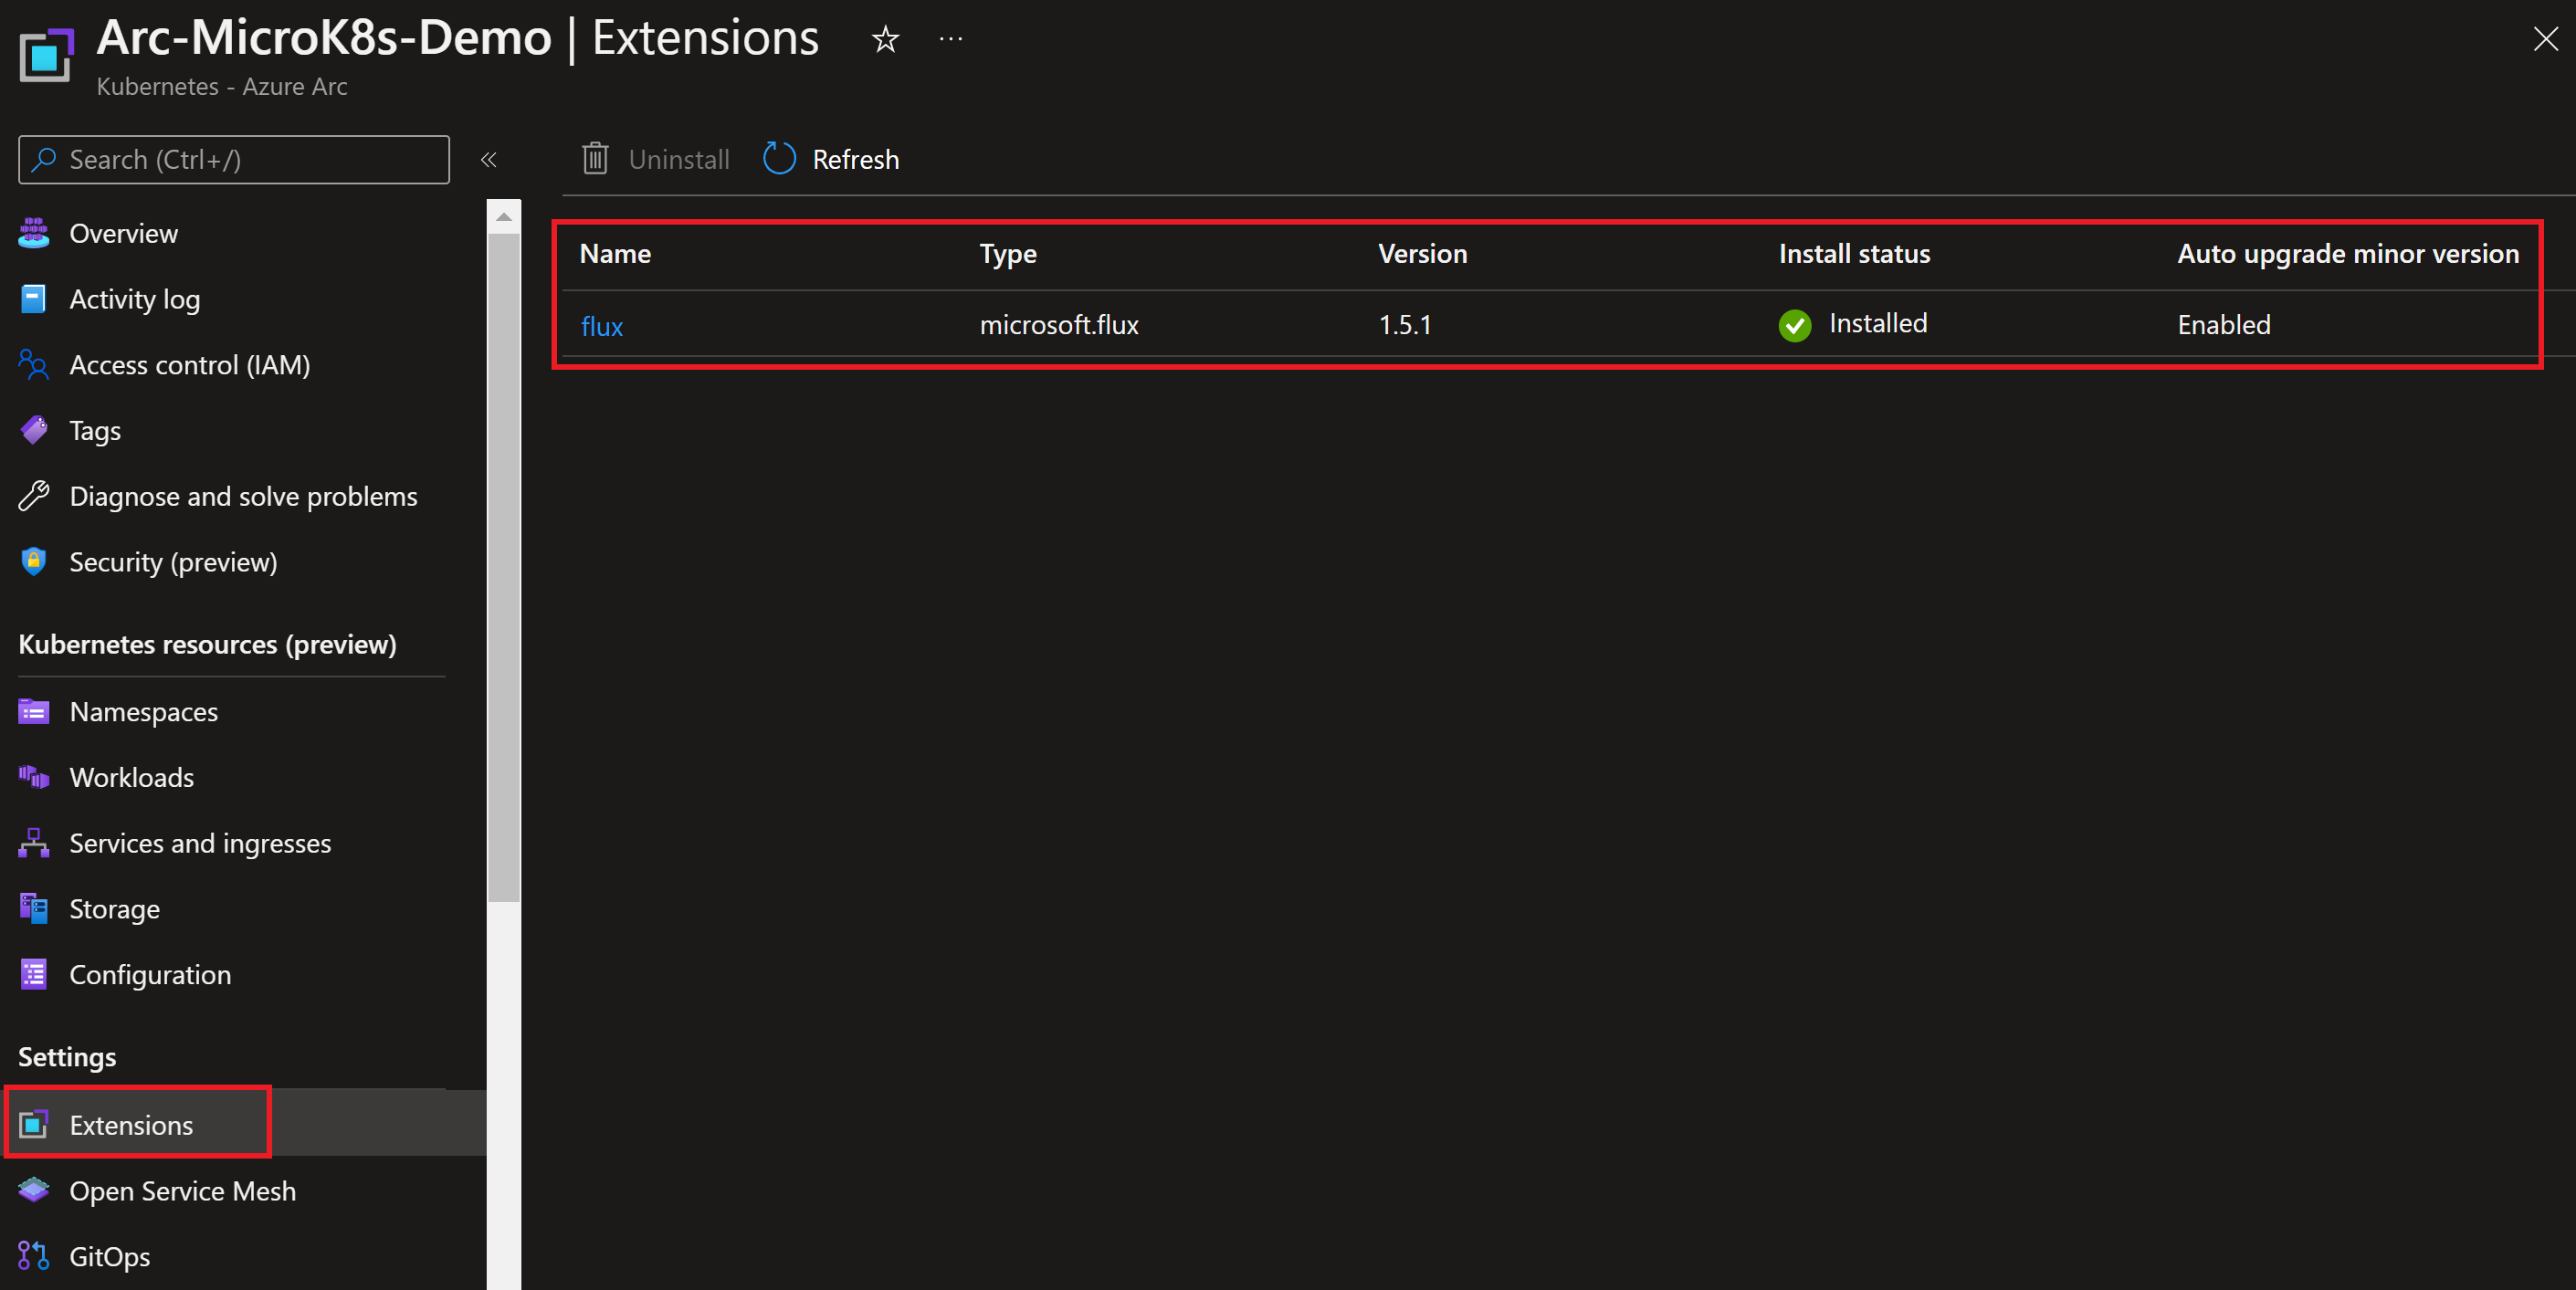 Arc-MicroK8s-Demo | Extensions
Kubernetes - Azure Arc
Search (Ctrl+/)
Overview
Activity log
Access control (IAM)
Tags
Diagnose and solve problems
Security (preview)
Kubernetes resources (preview)
Namespaces
Workloads
Services and ingresses
Storage
Configuration
Settings
Extensions
Open Service Mesh
GitOps
Uninstall Refresh
Name Type Version Install status Auto upgrade minor version
flux microsoft.flux 1.5.1 Installed Enabled